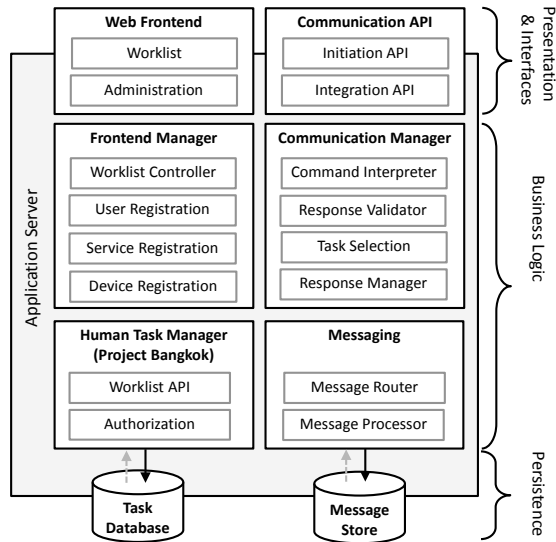 Web Frontend
Worklist
Administration
Communication API
Initiation API
Integration API
Presentation
& Interfaces
Application Server
Frontend Manager
Worklist Controller
User Registration
Service Registration
Device Registration
Communication Manager
Command Interpreter
Response Validator
Task Selection
Response Manager
Business Logic
Human Task Manager
(Project Bangkok)
Worklist API
Authorization
Messaging
Message Router
Message Processor
Task
Database
Message
Store
Persistence